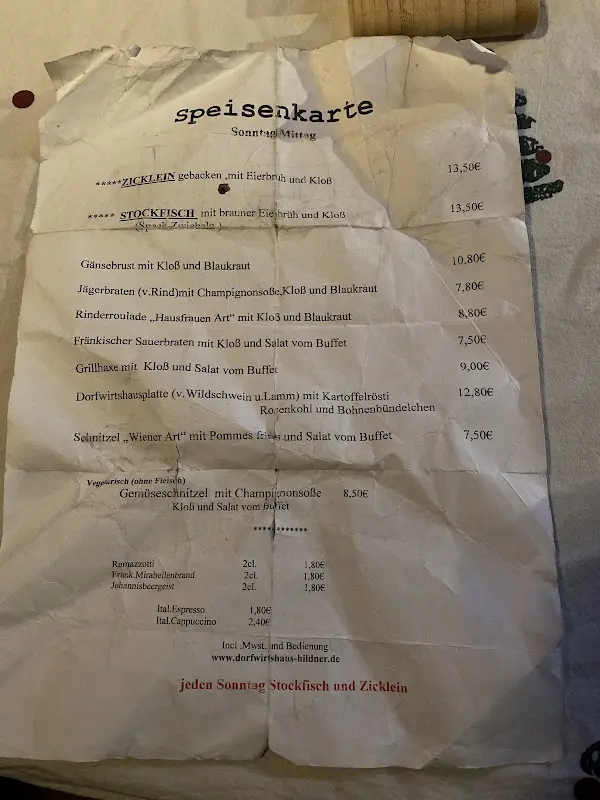 speisenkarte
Sonntag Mittag
*****ZICKLEIN gebacken ,mit Eierbrüh und Kloß 13,50€
***** STOCKFISCH mit brauner Eierbrüh und Kloß 13,50€
(Speck,Zwiebeln )
Gänsebrust mit Kloß und Blaukraut 10,80€
Jägerbraten (v.Rind)mit Champignonsoße,Kloß und Blaukraut 7,80€
Rinderroulade „Hausfrauen Art“ mit Kloß und Blaukraut 8,80€
Fränkischer Sauerbraten mit Kloß und Salat vom Buffet 7,50€
Grillhaxe mit Kloß und Salat vom Buffet 9,00€
Dorfwirtshausplatte (v.Wildschwein u.Lamm) mit Kartoffelrösti 12,80€
Rosenkohl und Bohnenbündelchen
Schnitzel „Wiener Art“ mit Pommes frites und Salat vom Buffet 7,50€
Vegetarisch (ohne Fleisch)
Gemüseschnitzel mit Champignonsoße 8,50€
Kloß und Salat vom Buffet
************
Romazzotti 2cl. 1,80€
Fränk.Mirabellenbrand 2cl. 1,80€
Johannisbeergeist 2cl. 1,80€
Ital.Espresso 1,80€
Ital.Cappuccino 2,40€
Incl .Mwst. und Bedienung
www.dorfwirtshaus-hildner.de
jeden Sonntag Stockfisch und Zicklein